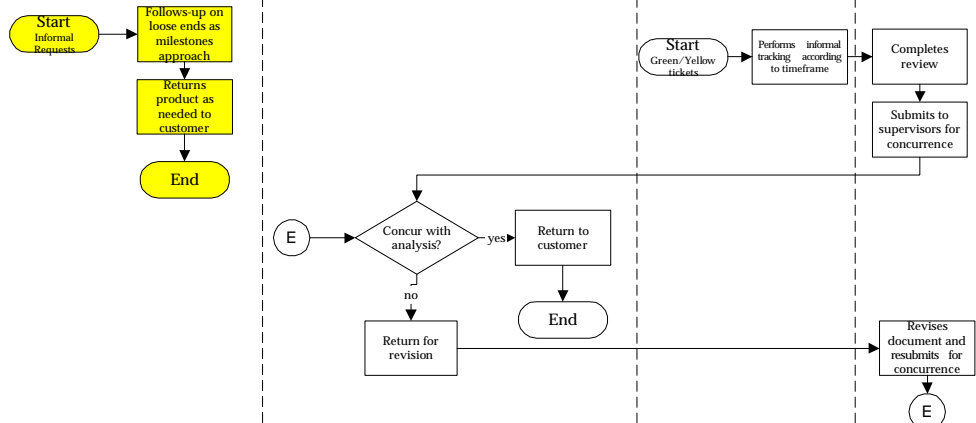 Start
Informal
Requests
Follows-up on
loose ends as
milestones
approach
Returns
product as
needed to
customer
End
Start
Green/Yellow
tickets
Performs informal
tracking according
to timeframe
Completes
review
Submits to
supervisors for
concurrence
E
Concur with
analysis?
yes
Return to
customer
no
End
Return for
revision
Revises
document and
resubmits for
concurrence
E